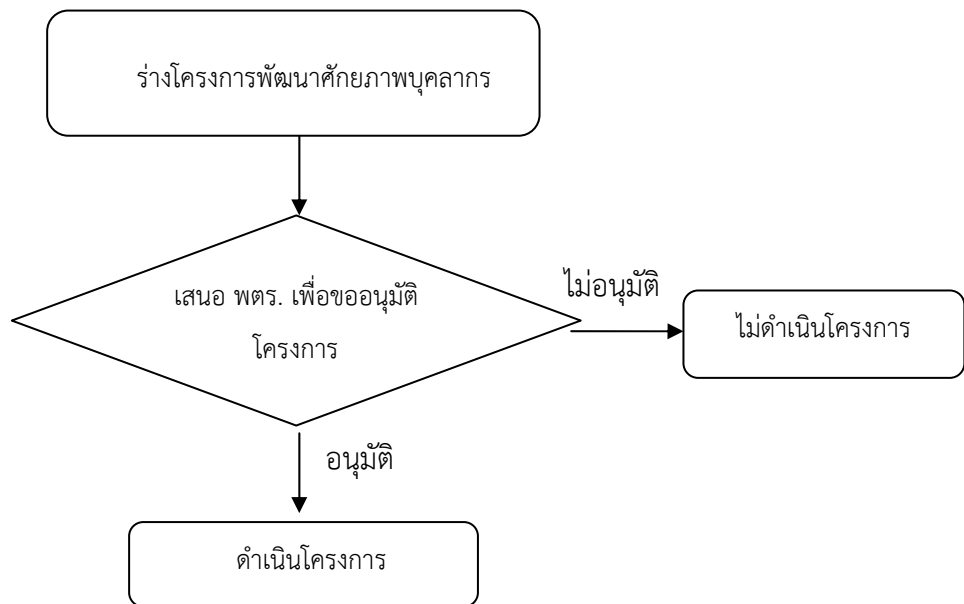 ร่างโครงการพัฒนาศักยภาพบุคลากร
เสนอ พตร. เพื่อขออนุมัติ
โครงการ
ไม่อนุมัติ
ไม่ดำเนินโครงการ
อนุมัติ
ดำเนินโครงการ